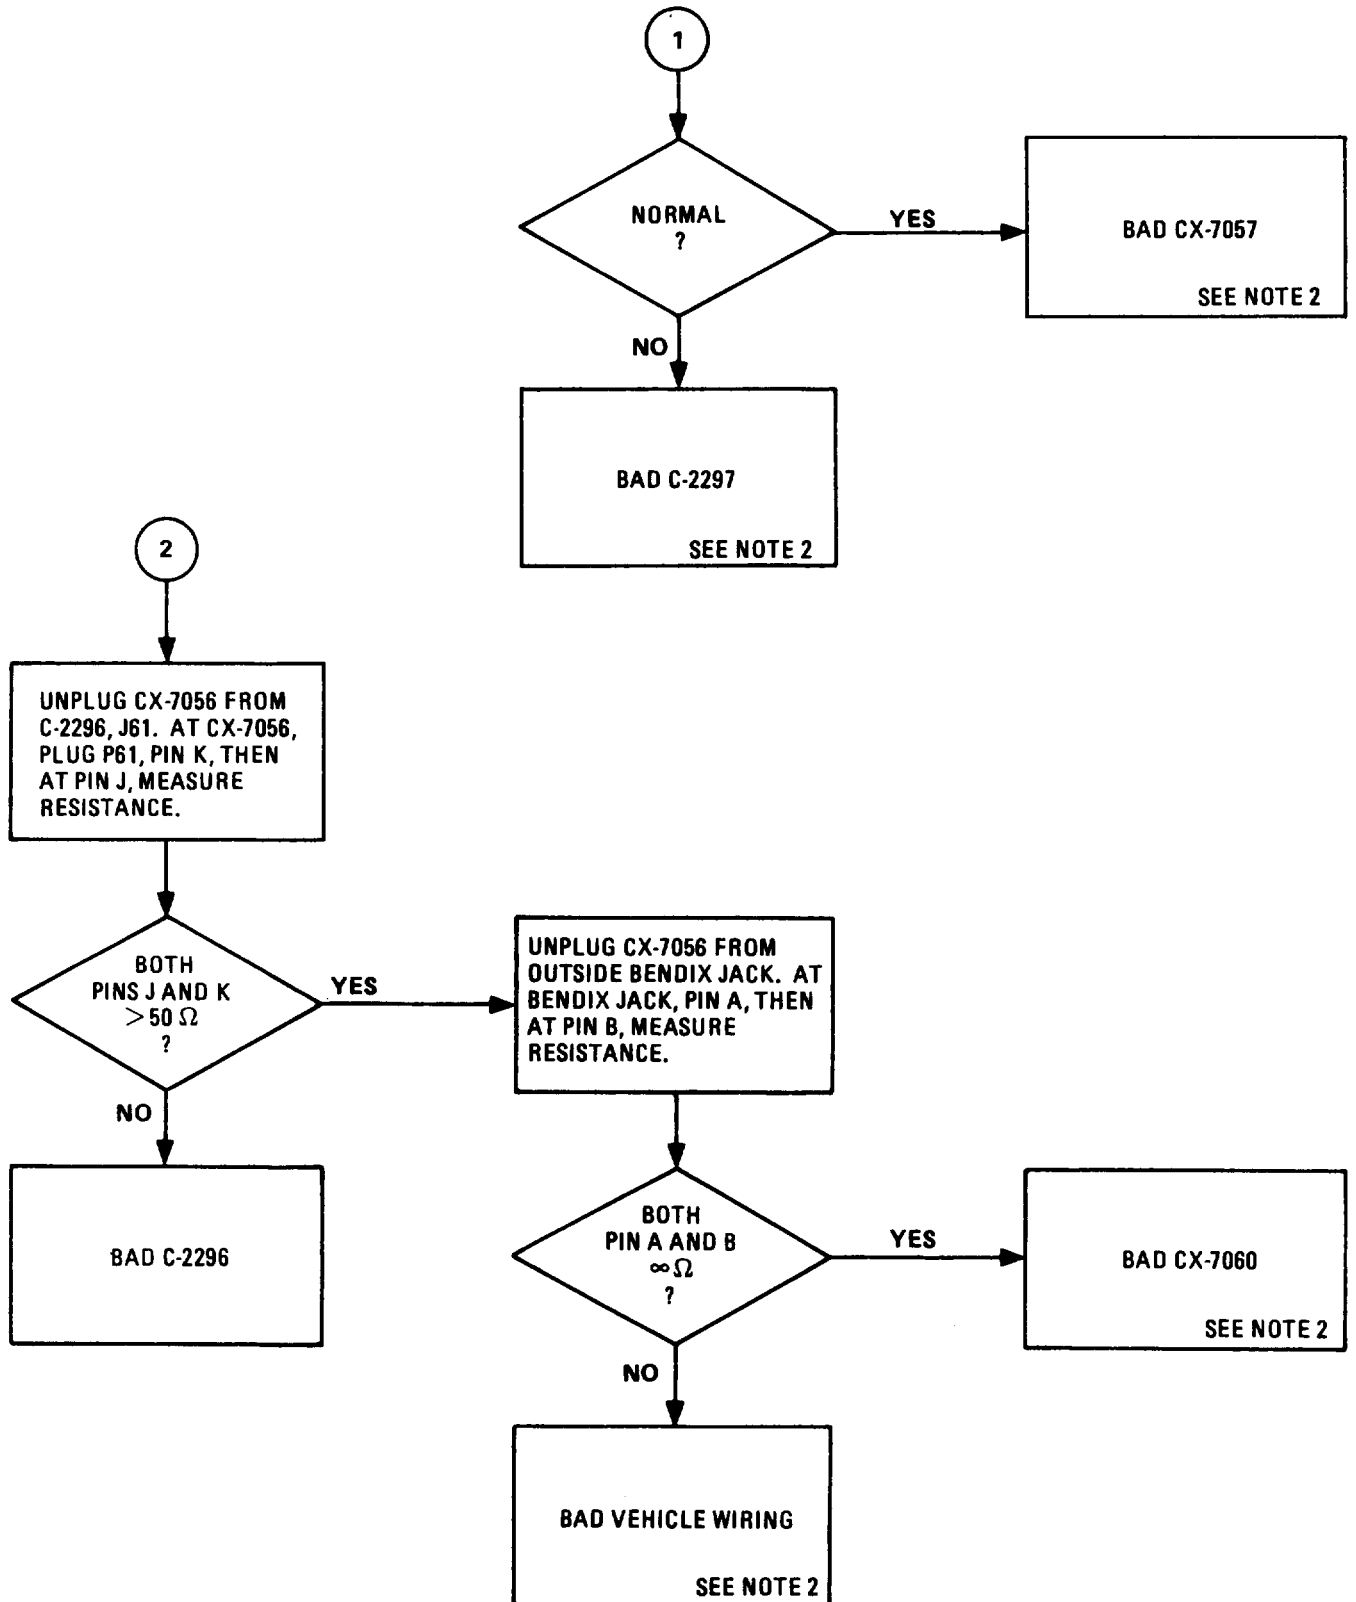 1
NORMAL
?
YES
BAD CX-7057
SEE NOTE 2
NO
BAD C-2297
SEE NOTE 2
2
UNPLUG CX-7056 FROM
C-2296, J61. AT CX-7056,
PLUG P61, PIN K, THEN
AT PIN J, MEASURE
RESISTANCE.
BOTH
PINS J AND K
>50 Ω
?
YES
NO
BAD C-2296
UNPLUG CX-7056 FROM
OUTSIDE BENDIX JACK. AT
BENDIX JACK, PIN A, THEN
AT PIN B, MEASURE
RESISTANCE.
BOTH
PIN A AND B
∞ Ω
?
YES
BAD CX-7060
SEE NOTE 2
NO
BAD VEHICLE WIRING
SEE NOTE 2